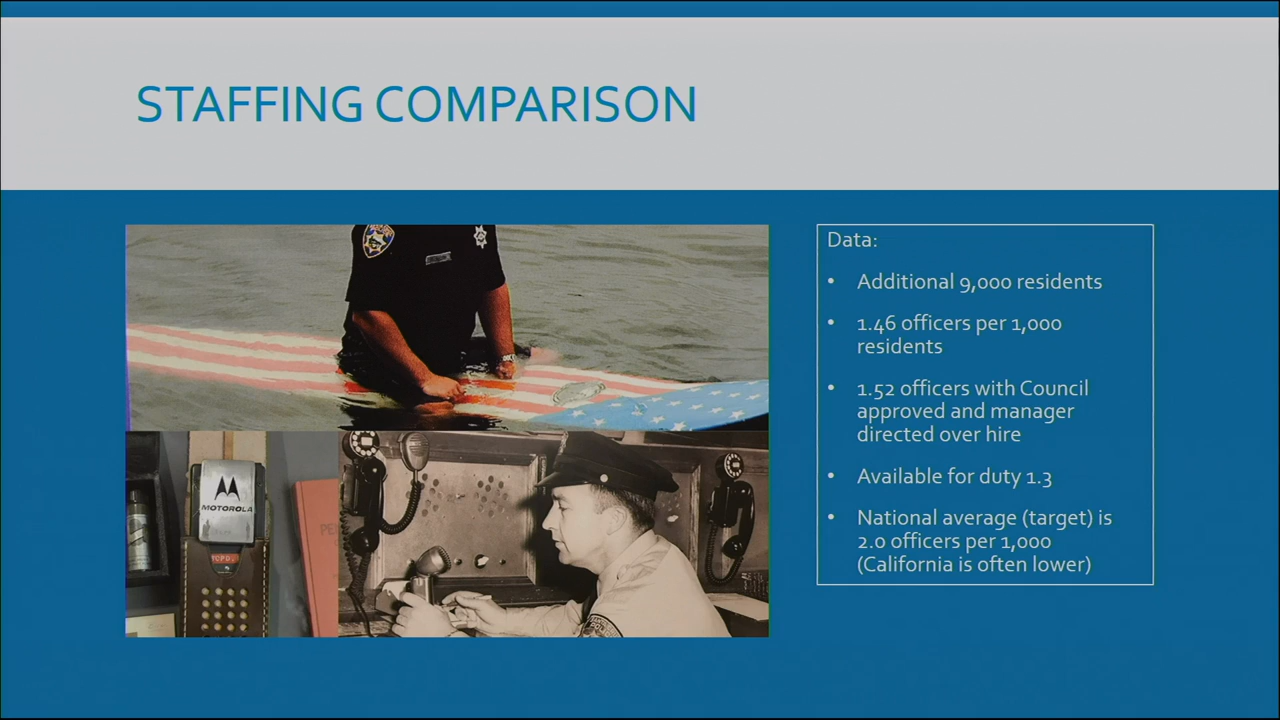 STAFFING COMPARISON
Data:
• Additional 9,000 residents
• 1.46 officers per 1,000
residents
• 1.52 officers with Council
approved and manager
directed over hire
• Available for duty 1.3
• National average (target) is
2.0 officers per 1,000
(California is often lower)
MOTOROLA